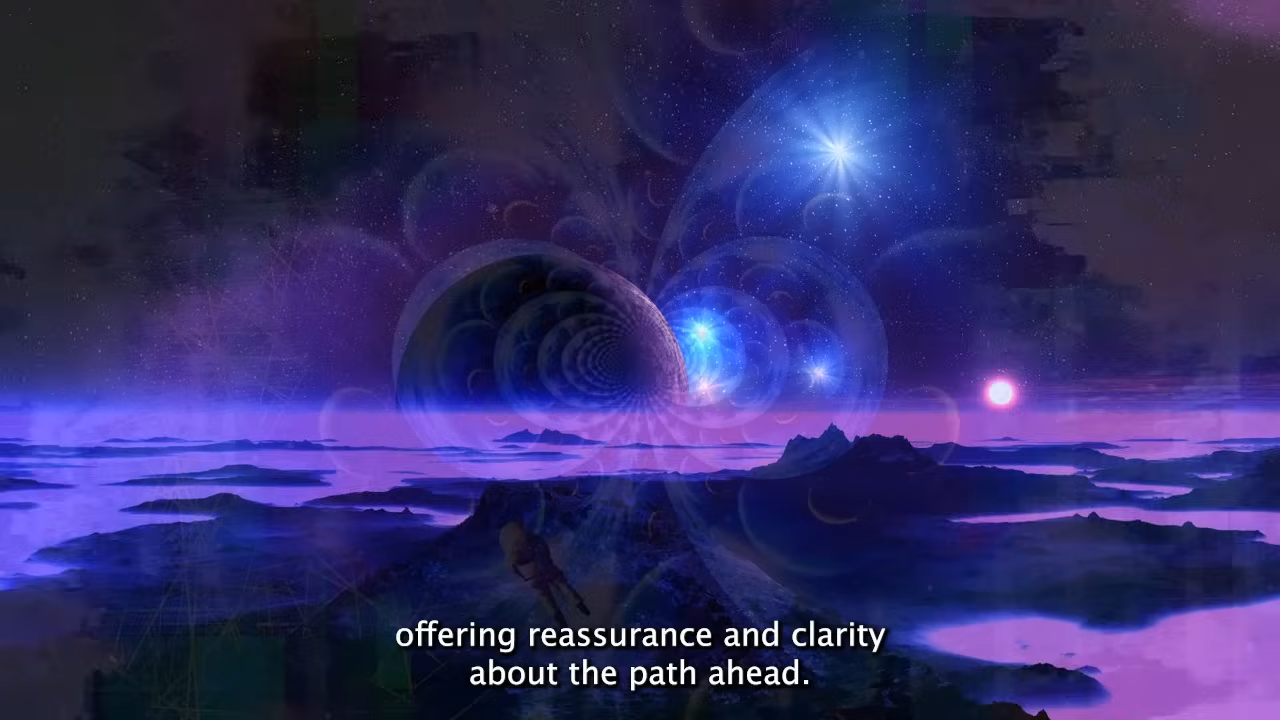 offering reassurance and clarity
about the path ahead.